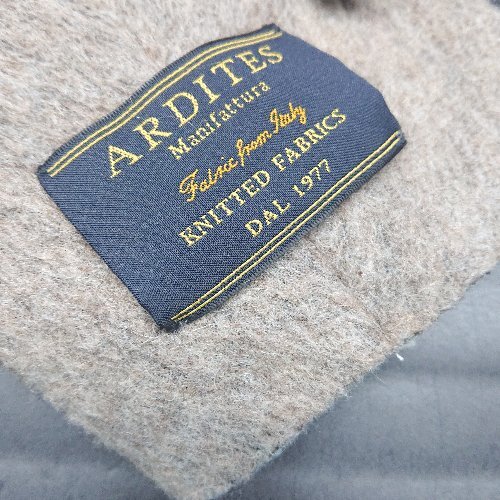 ARDITES
Manifattura
Fabric from Italy
KNITTED FABRICS
DAL 1977